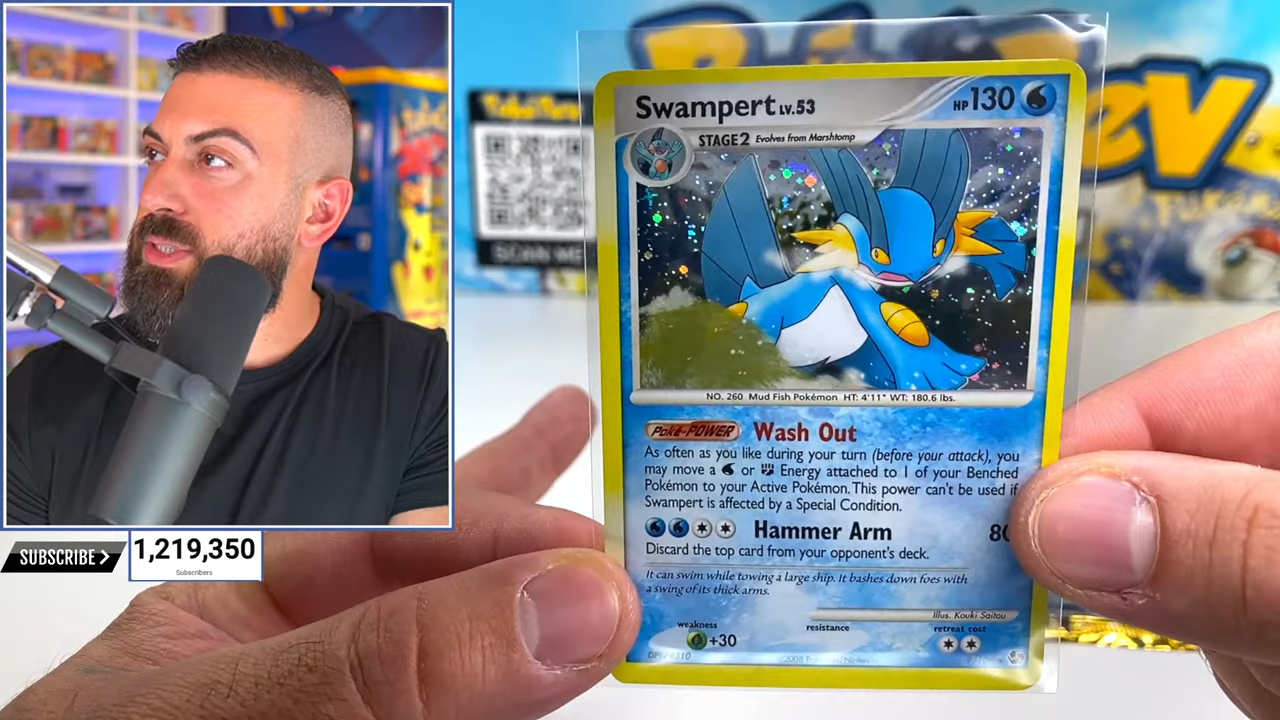 SCAN ME
eV
Swampert LV.53
HP 130
STAGE2 Evolves from Marshtomp
NO. 260 Mud Fish Pokémon HT: 4'11" WT: 180.6 lbs.
Poké-POWER Wash Out
As often as you like during your turn (before your attack), you
may move a or Energy attached to 1 of your Benched
Pokémon to your Active Pokémon. This power can't be used if
Swampert is affected by a Special Condition.
Hammer Arm
Discard the top card from your opponent's deck.
It can swim while towing a large ship. It bashes down foes with
a swing of its thick arms.
Illus. Kouki Saitou
weakness
+30
resistance
retreat cost
SUBSCRIBE
1,219,350
Subscribers